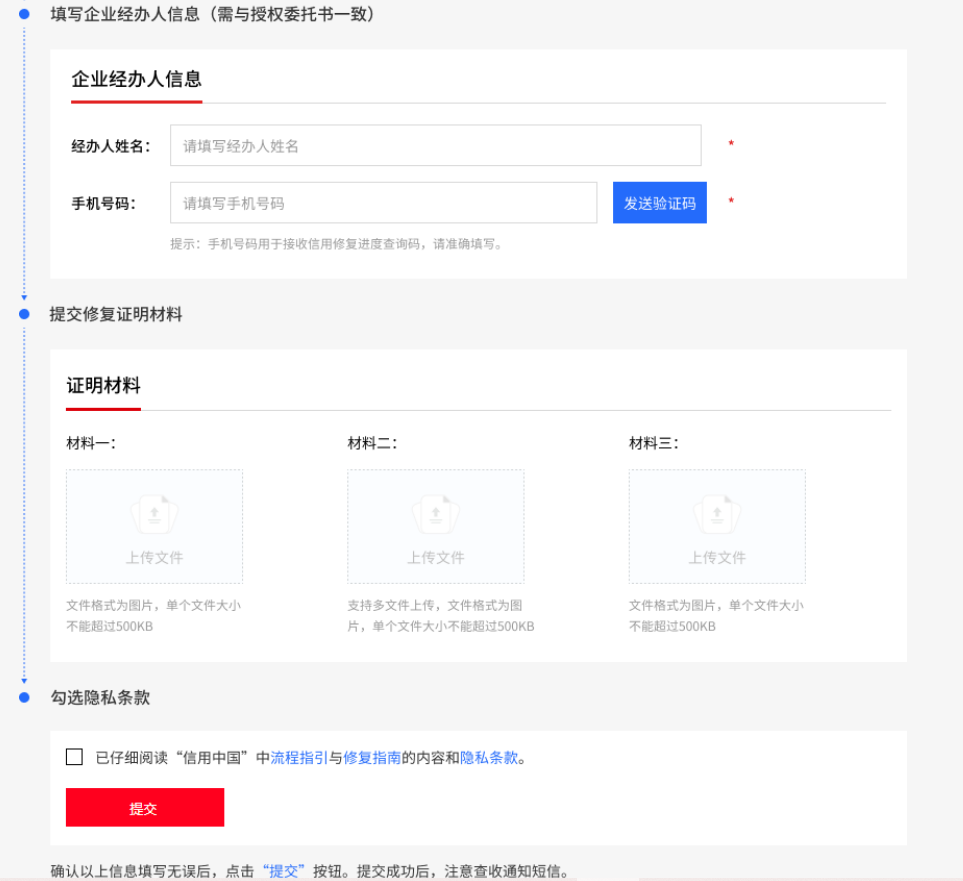 填写企业经办人信息（需与授权委托书一致）
企业经办人信息
经办人姓名： 请填写经办人姓名 *
手机号码： 请填写手机号码 发送验证码 *
提示：手机号码用于接收信用修复进度查询码，请准确填写。
提交修复证明材料
证明材料
材料一： 材料二： 材料三：
上传文件 上传文件 上传文件
文件格式为图片，单个文件大小 支持多文件上传，文件格式为图 文件格式为图片，单个文件大小
不能超过500KB 片，单个文件大小不能超过500KB 不能超过500KB
勾选隐私条款
已仔细阅读“信用中国”中流程指引与修复指南的内容和隐私条款。
提交
确认以上信息填写无误后，点击“提交”按钮。提交成功后，注意查收通知短信。